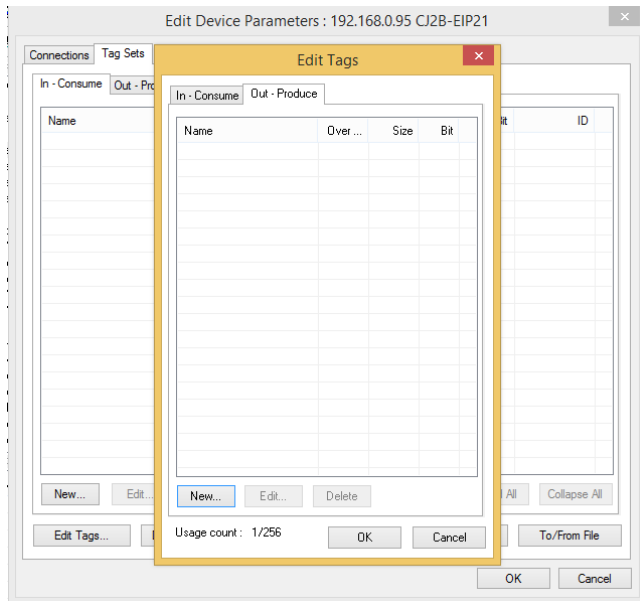 Edit Device Parameters : 192.168.0.95 CJ2B-EIP21
Connections Tag Sets
In - Consume Out - Pro
Name Bit ID
Edit Tags
In - Consume Out - Produce
Name Over ... Size Bit
New... Edit... Delete
Usage count : 1/256 OK Cancel
New... Edit... All Collapse All
Edit Tags... To/From File
OK Cancel